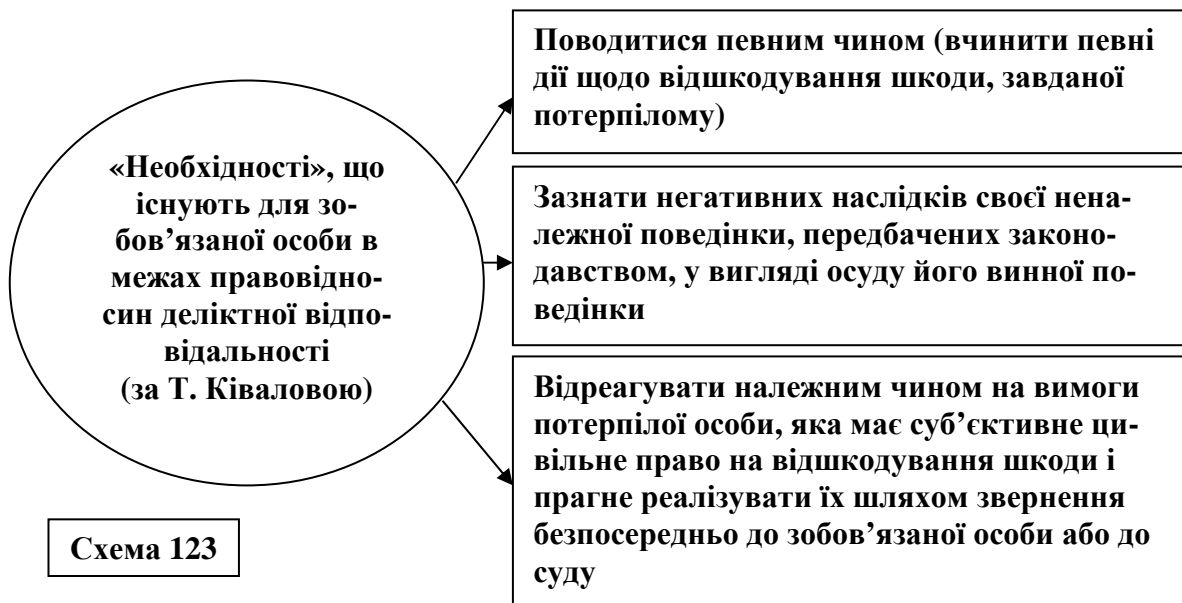 «Необхідності», що
існують для зо-
бов’язаної особи в
межах правовідно-
син деліктної відпо-
відальності
(за Т. Ківаловою)
Поводитися певним чином (вчинити певні
дії щодо відшкодування шкоди, завданої
потерпілому)
Зазнати негативних наслідків своєї нена-
лежної поведінки, передбачених законо-
давством, у вигляді осуду його винної по-
ведінки
Відреагувати належним чином на вимоги
потерпілої особи, яка має суб’єктивне ци-
вільне право на відшкодування шкоди і
прагне реалізувати їх шляхом звернення
безпосередньо до зобов’язаної особи або до
суду
Схема 123